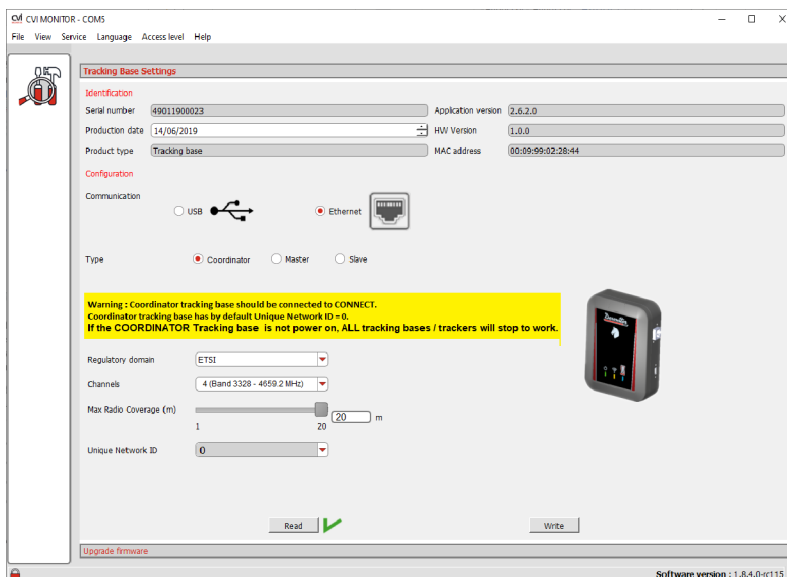 CVI CVI MONITOR - COM5
File View Service Language Access level Help
Tracking Base Settings
Identification
Serial number 49011900023 Application version 2.6.2.0
Production date 14/06/2019 HW Version 1.0.0
Product type Tracking base MAC address 00:09:99:02:28:44
Configuration
Communication USB Ethernet
Type Coordinator Master Slave
Warning : Coordinator tracking base should be connected to CONNECT.
Coordinator tracking base has by default Unique Network ID = 0.
If the COORDINATOR Tracking base is not power on, ALL tracking bases / trackers will stop to work.
Regulatory domain ETSI
Channels 4 (Band 3328 - 4659.2 MHz)
Max Radio Coverage (m) 20 m
1 20
Unique Network ID 0
Read Write
Upgrade firmware
Software version : 1.8.4.0-rc115